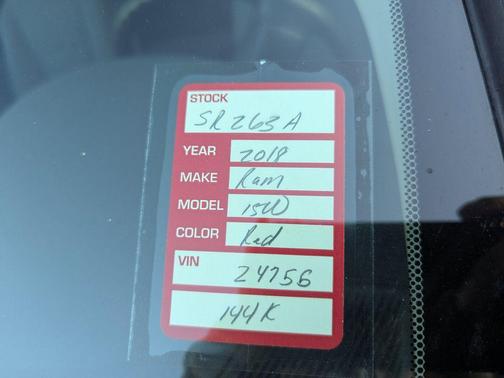 STOCK
SR263A
YEAR 2018
MAKE Ram
MODEL 1500
COLOR Red
VIN
24756
144K